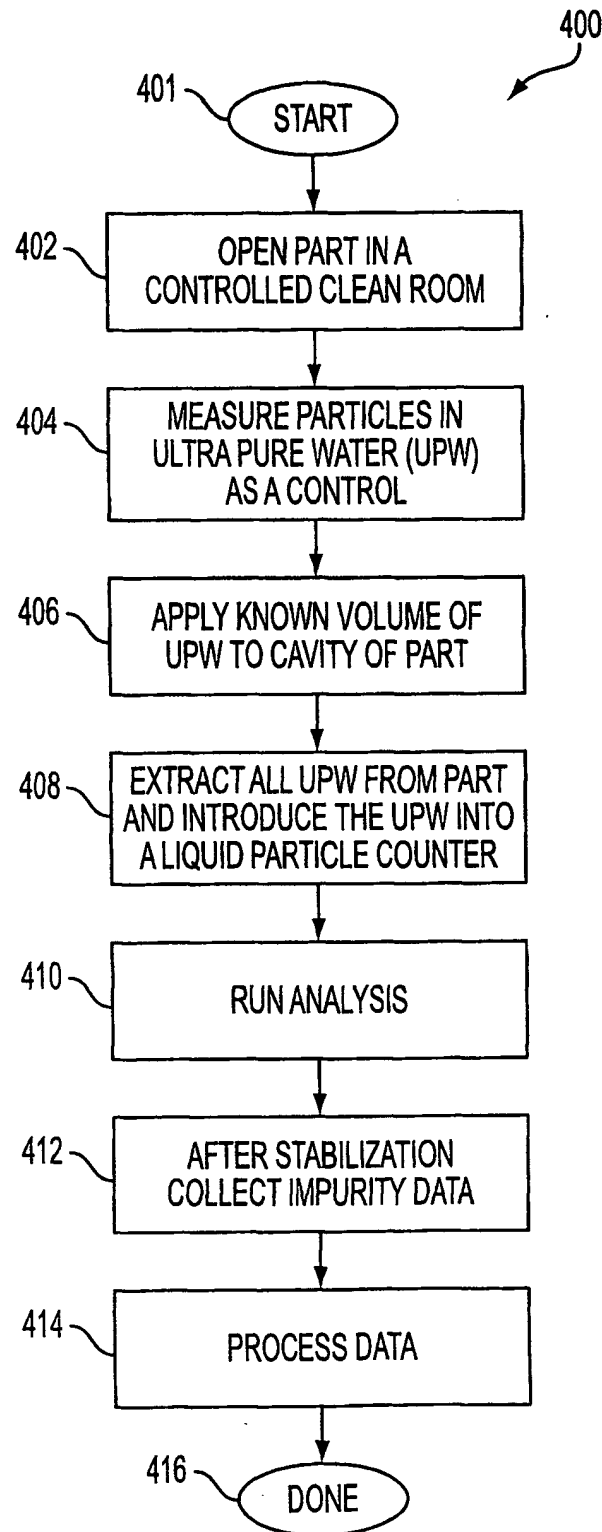 400
401
START
402
OPEN PART IN A
CONTROLLED CLEAN ROOM
404
MEASURE PARTICLES IN
ULTRA PURE WATER (UPW)
AS A CONTROL
406
APPLY KNOWN VOLUME OF
UPW TO CAVITY OF PART
408
EXTRACT ALL UPW FROM PART
AND INTRODUCE THE UPW INTO
A LIQUID PARTICLE COUNTER
410
RUN ANALYSIS
412
AFTER STABILIZATION
COLLECT IMPURITY DATA
414
PROCESS DATA
416
DONE